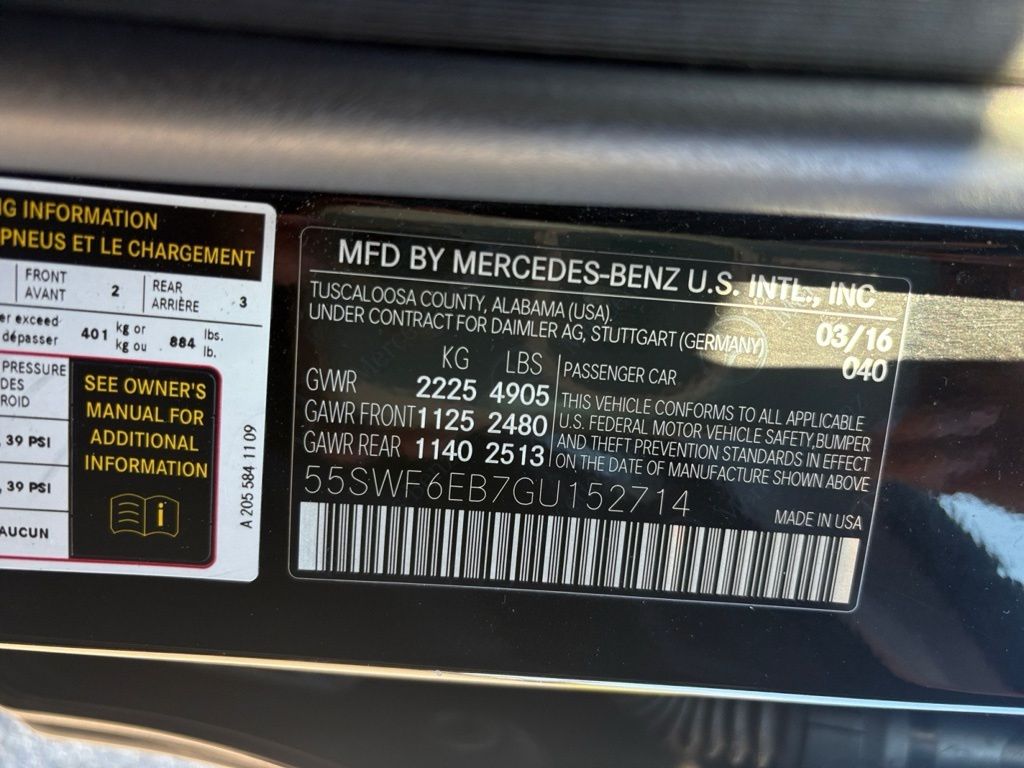 NG INFORMATION
PNEUS ET LE CHARGEMENT
FRONT
AVANT 2
REAR
ARRIÈRE 3
er exceed
dépasser 401 kg or
kg ou 884 lbs.
lb.
PRESSURE
DES
ROID
, 39 PSI
, 39 PSI
AUCUN
SEE OWNER'S
MANUAL FOR
ADDITIONAL
INFORMATION
i
A 205 584 11 09
MFD BY MERCEDES-BENZ U.S. INTL., INC
TUSCALOOSA COUNTY, ALABAMA (USA).
UNDER CONTRACT FOR DAIMLER AG, STUTTGART (GERMANY) 03/16
040
KG LBS
GVWR 2225 4905
GAWR FRONT 1125 2480
GAWR REAR 1140 2513
PASSENGER CAR
THIS VEHICLE CONFORMS TO ALL APPLICABLE
U.S. FEDERAL MOTOR VEHICLE SAFETY,BUMPER
AND THEFT PREVENTION STANDARDS IN EFFECT
ON THE DATE OF MANUFACTURE SHOWN ABOVE
55SWF6EB7GU152714
MADE IN USA